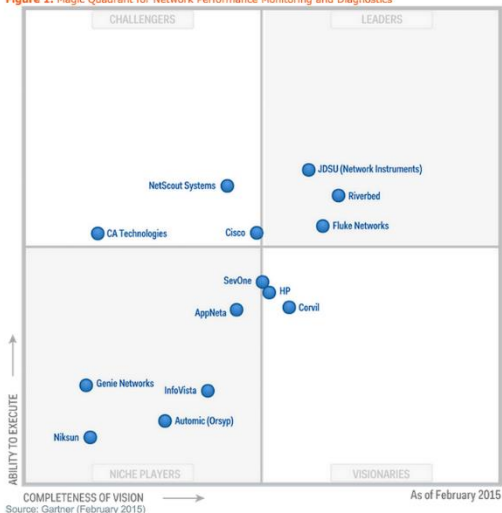 Figure 1. Magic Quadrant for Network Performance Monitoring and Diagnostics
CHALLENGERS
LEADERS
JDSU (Network Instruments)
NetScout Systems
Riverbed
Fluke Networks
CA Technologies
Cisco
SevOne
HP
AppNeta
Corvil
Genie Networks
InfoVista
Automic (Orsyp)
Niksun
ABILITY TO EXECUTE
NICHE PLAYERS
VISIONARIES
COMPLETENESS OF VISION
As of February 2015
Source: Gartner (February 2015)